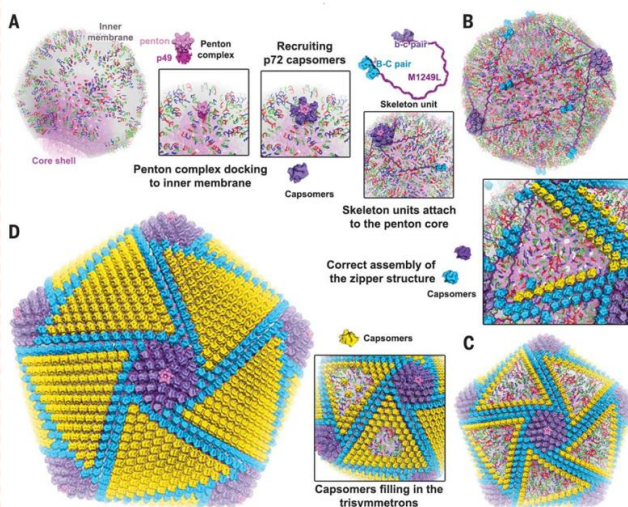 A
Inner
membrane
penton
p49
Penton
complex
Core shell
Penton complex docking
to inner membrane
Recruiting
p72 capsomers
Capsomers
b-C pair
B-C pair
M1249L
Skeleton unit
Skeleton units attach
to the penton core
B
Correct assembly of
the zipper structure
Capsomers
D
Capsomers
Capsomers filling in the
trisymmetrons
C